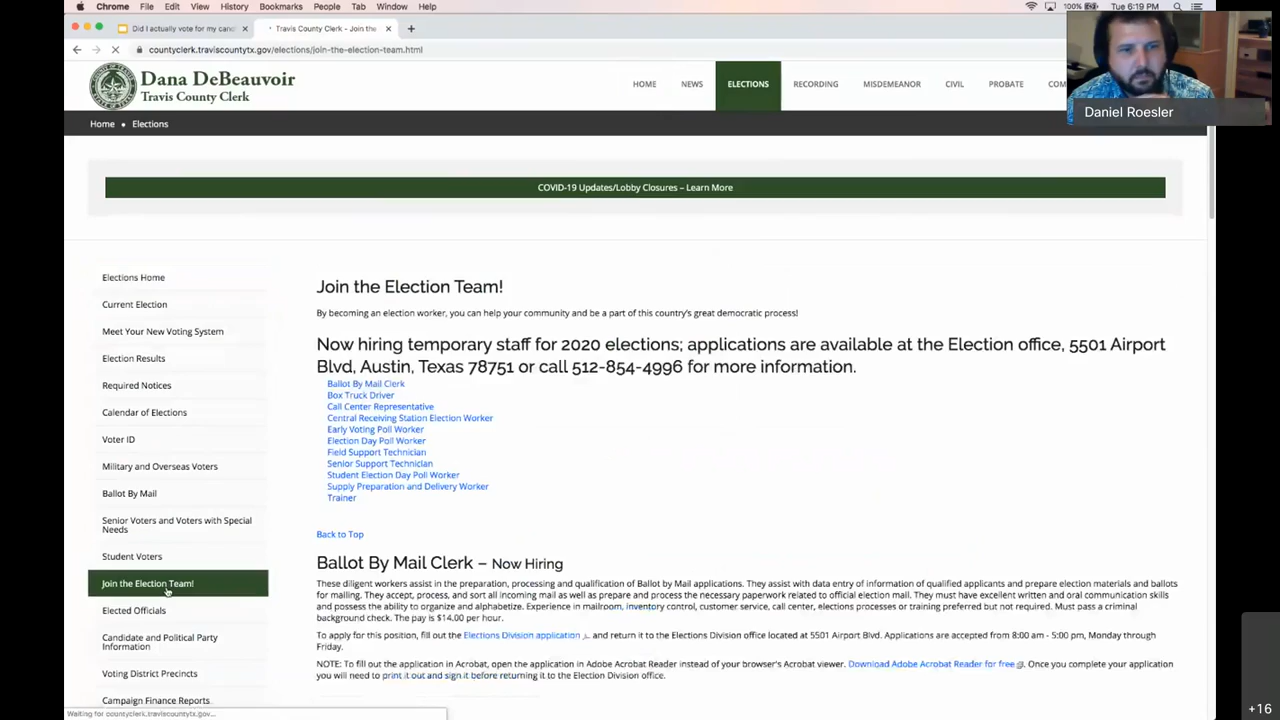 Chrome File Edit View History Bookmarks People Tab Window Help 100% Tue 6:19 PM
Did I actually vote for my cand
Travis County Clerk - Join the
countyclerk.traviscountytx.gov/elections/join-the-election-team.html
Dana DeBeauvoir
Travis County Clerk
HOME NEWS ELECTIONS RECORDING MISDEMEANOR CIVIL PROBATE COM
Daniel Roesler
Home • Elections
COVID-19 Updates/Lobby Closures – Learn More
Elections Home
Current Election
Meet Your New Voting System
Election Results
Required Notices
Calendar of Elections
Voter ID
Military and Overseas Voters
Ballot By Mail
Senior Voters and Voters with Special
Needs
Student Voters
Join the Election Team!
Elected Officials
Candidate and Political Party
Information
Voting District Precincts
Campaign Finance Reports
Join the Election Team!
By becoming an election worker, you can help your community and be a part of this country's great democratic process!
Now hiring temporary staff for 2020 elections; applications are available at the Election office, 5501 Airport
Blvd, Austin, Texas 78751 or call 512-854-4996 for more information.
Ballot By Mail Clerk
Box Truck Driver
Call Center Representative
Central Receiving Station Election Worker
Early Voting Poll Worker
Election Day Poll Worker
Field Support Technician
Senior Support Technician
Student Election Day Poll Worker
Supply Preparation and Delivery Worker
Trainer
Back to Top
Ballot By Mail Clerk – Now Hiring
These diligent workers assist in the preparation, processing and qualification of Ballot by Mail applications. They assist with data entry of information of qualified applicants and prepare election materials and ballots
for mailing. They accept, process, and sort all incoming mail as well as prepare and process the necessary paperwork related to official election mail. They must have excellent written and oral communication skills
and possess the ability to organize and alphabetize. Experience in mailroom, inventory control, customer service, call center, elections processes or training preferred but not required. Must pass a criminal
background check. The pay is $14.00 per hour.
To apply for this position, fill out the Elections Division application and return it to the Elections Division office located at 5501 Airport Blvd. Applications are accepted from 8:00 am - 5:00 pm, Monday through
Friday.
NOTE: To fill out the application in Acrobat, open the application in Adobe Acrobat Reader instead of your browser's Acrobat viewer. Download Adobe Acrobat Reader for free. Once you complete your application
you will need to print it out and sign it before returning it to the Election Division office.
Waiting for countyclerk.traviscountytx.gov...
+16